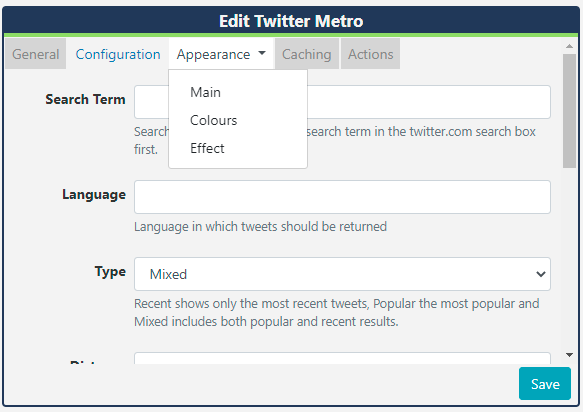 Edit Twitter Metro
General Configuration Appearance Caching Actions
Main
Colours
Effect
Search Term
Search search term in the twitter.com search box
first.
Language
Language in which tweets should be returned
Type
Mixed
Recent shows only the most recent tweets, Popular the most popular and
Mixed includes both popular and recent results.
Save